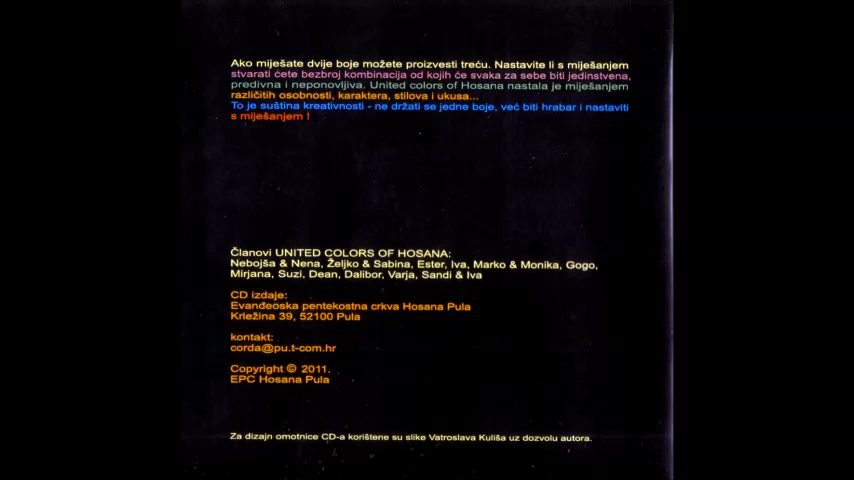 Ako miješate dvije boje možete proizvesti treću. Nastavite li s miješanjem
stvarati ćete bezbroj kombinacija od kojih će svaka za sebe biti jedinstvena,
predivna i neponovljiva. United colors of Hosana nastala je miješanjem
različitih osobnosti, karaktera, stilova i ukusa...
To je suština kreativnosti - ne držati se jedne boje, već biti hrabar i nastaviti
s miješanjem !
Članovi UNITED COLORS OF HOSANA:
Nebojša & Nena, Željko & Sabina, Ester, Iva, Marko & Monika, Gogo,
Mirjana, Suzi, Dean, Dalibor, Varja, Sandi & Iva
CD izdaje:
Evanđeoska pentekostna crkva Hosana Pula
Krležina 39, 52100 Pula
kontakt:
corda@pu.t-com.hr
Copyright © 2011.
EPC Hosana Pula
Za dizajn omotnice CD-a korištene su slike Vatroslava Kuliša uz dozvolu autora.